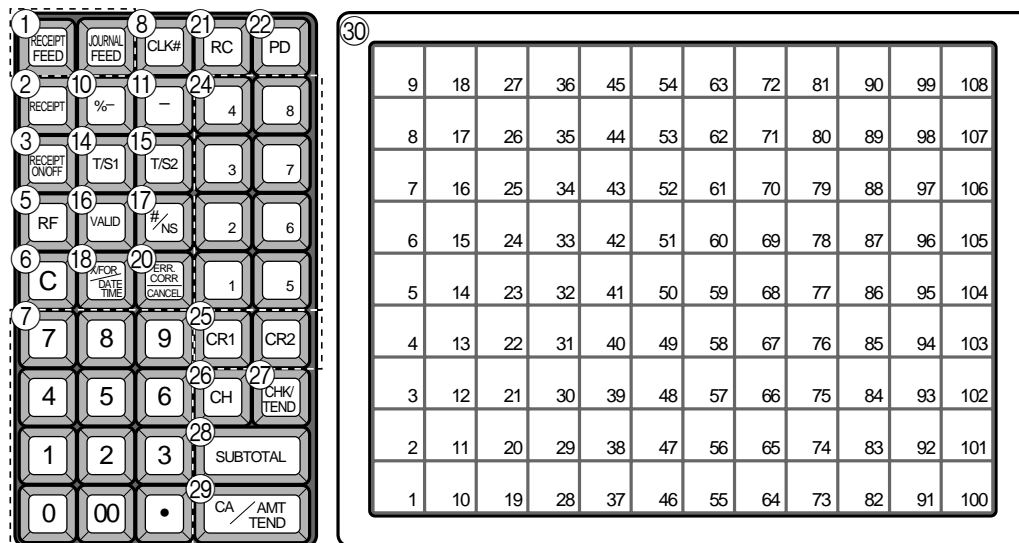 ① ⑧ ㉑ ㉒ ㉚
RECEIPT FEED JOURNAL FEED CLK# RC PD
② ⑩ ⑪ ㉔
RECEIPT %− − 4 8
③ ⑭ ⑮
RECEIPT ON/OFF T/S1 T/S2 3 7
⑤ ⑯ ⑰
RF VALID #/NS 2 6
⑥ ⑱ ⑳
C X/FOR DATE TIME ERR. CORR CANCEL 1 5
⑦ ㉕
7 8 9 CR1 CR2
㉖ ㉗
4 5 6 CH CHK/TEND
㉘
1 2 3 SUBTOTAL
㉙
0 00 • CA/AMT TEND
9 18 27 36 45 54 63 72 81 90 99 108
8 17 26 35 44 53 62 71 80 89 98 107
7 16 25 34 43 52 61 70 79 88 97 106
6 15 24 33 42 51 60 69 78 87 96 105
5 14 23 32 41 50 59 68 77 86 95 104
4 13 22 31 40 49 58 67 76 85 94 103
3 12 21 30 39 48 57 66 75 84 93 102
2 11 20 29 38 47 56 65 74 83 92 101
1 10 19 28 37 46 55 64 73 82 91 100